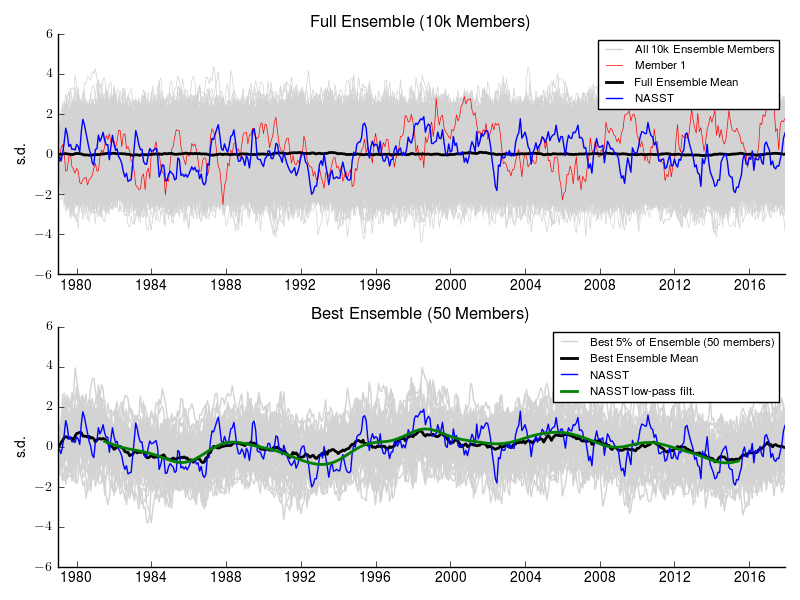 Full Ensemble (10k Members)
6
4
2
0
−2
−4
−6
s.d.
All 10k Ensemble Members
Member 1
Full Ensemble Mean
NASST
1980 1984 1988 1992 1996 2000 2004 2008 2012 2016
Best Ensemble (50 Members)
6
4
2
0
−2
−4
−6
s.d.
Best 5% of Ensemble (50 members)
Best Ensemble Mean
NASST
NASST low-pass filt.
1980 1984 1988 1992 1996 2000 2004 2008 2012 2016